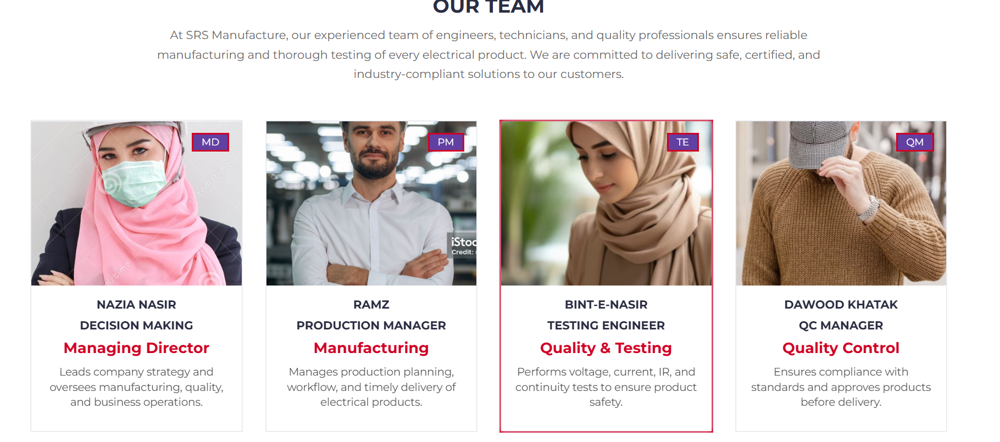 OUR TEAM
At SRS Manufacture, our experienced team of engineers, technicians, and quality professionals ensures reliable
manufacturing and thorough testing of every electrical product. We are committed to delivering safe, certified, and
industry-compliant solutions to our customers.
MD
dreamstime
NAZIA NASIR
DECISION MAKING
Managing Director
Leads company strategy and
oversees manufacturing, quality,
and business operations.
PM
iStoc
Credit:
RAMZ
PRODUCTION MANAGER
Manufacturing
Manages production planning,
workflow, and timely delivery of
electrical products.
TE
BINT-E-NASIR
TESTING ENGINEER
Quality & Testing
Performs voltage, current, IR, and
continuity tests to ensure product
safety.
QM
DAWOOD KHATAK
QC MANAGER
Quality Control
Ensures compliance with
standards and approves products
before delivery.